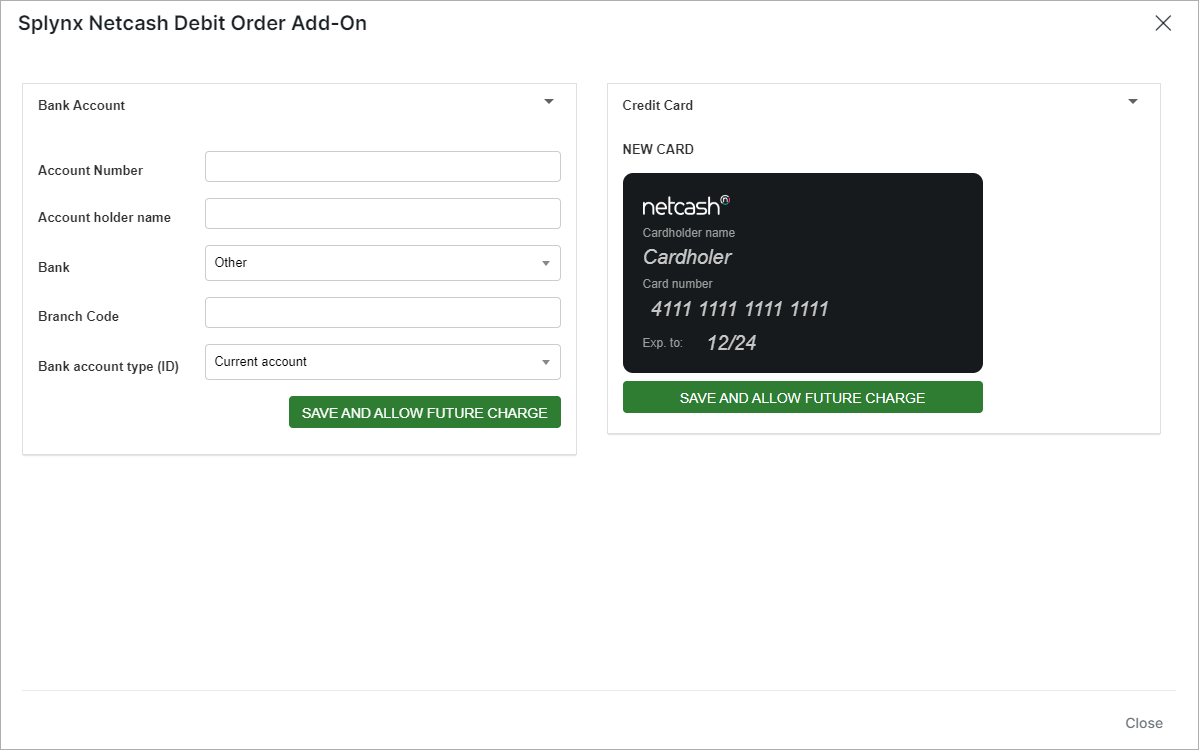 Splynx Netcash Debit Order Add-On
Bank Account
Account Number
Account holder name
Bank
Other
Branch Code
Bank account type (ID)
Current account
SAVE AND ALLOW FUTURE CHARGE
Credit Card
NEW CARD
netcash n
Cardholder name
Cardholer
Card number
4111 1111 1111 1111
Exp. to: 12/24
SAVE AND ALLOW FUTURE CHARGE
Close